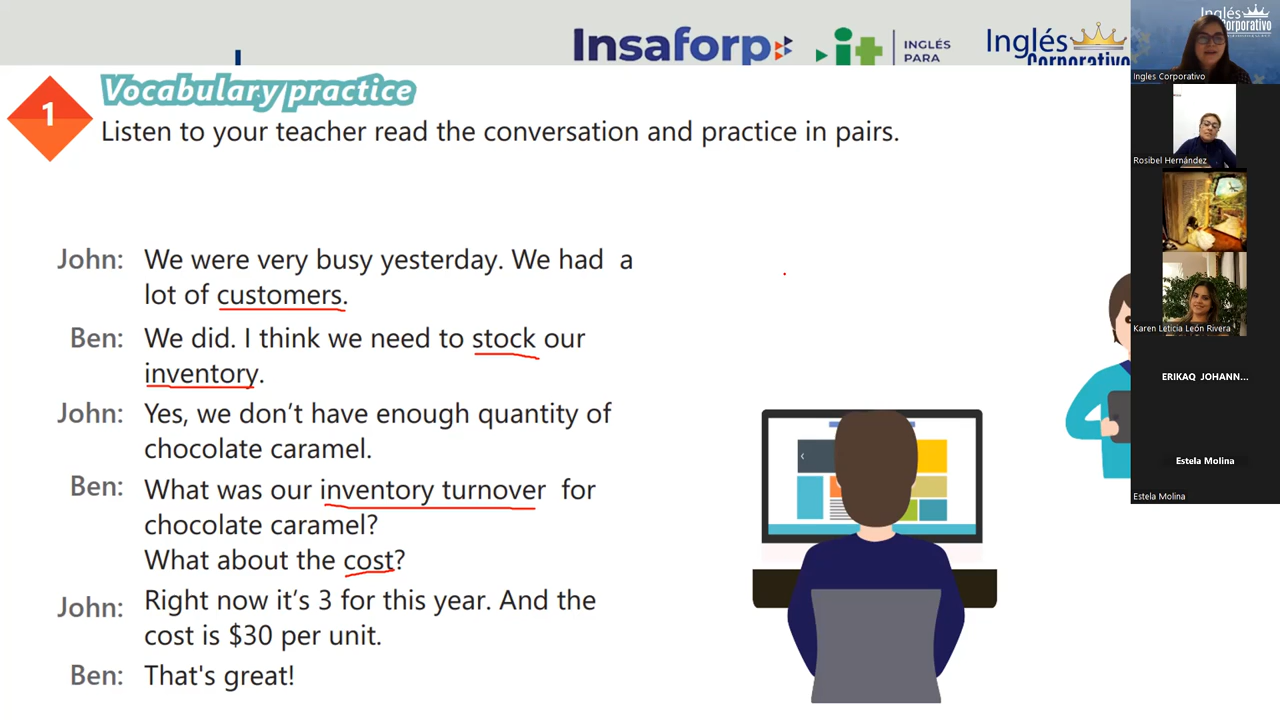 Insaforp
it+
INGLÉS
PARA
Inglés
Corporativo
1
Vocabulary practice
Listen to your teacher read the conversation and practice in pairs.
John: We were very busy yesterday. We had a
lot of customers.
Ben: We did. I think we need to stock our
inventory.
John: Yes, we don't have enough quantity of
chocolate caramel.
Ben: What was our inventory turnover for
chocolate caramel?
What about the cost?
John: Right now it's 3 for this year. And the
cost is $30 per unit.
Ben: That's great!
Inglés
Corporativo
Ingles Corporativo
Rosibel Hernández
Karen Leticia León Rivera
ERIKAQ JOHANN...
Estela Molina
Estela Molina